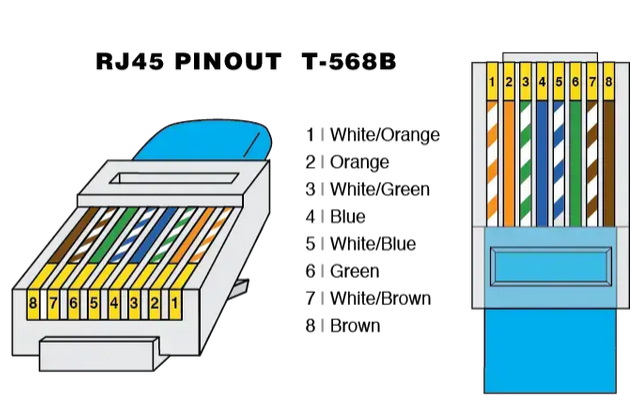 RJ45 PINOUT T-568B
1 | White/Orange
2 | Orange
3 | White/Green
4 | Blue
5 | White/Blue
6 | Green
7 | White/Brown
8 | Brown
8 7 6 5 4 3 2 1
1 2 3 4 5 6 7 8